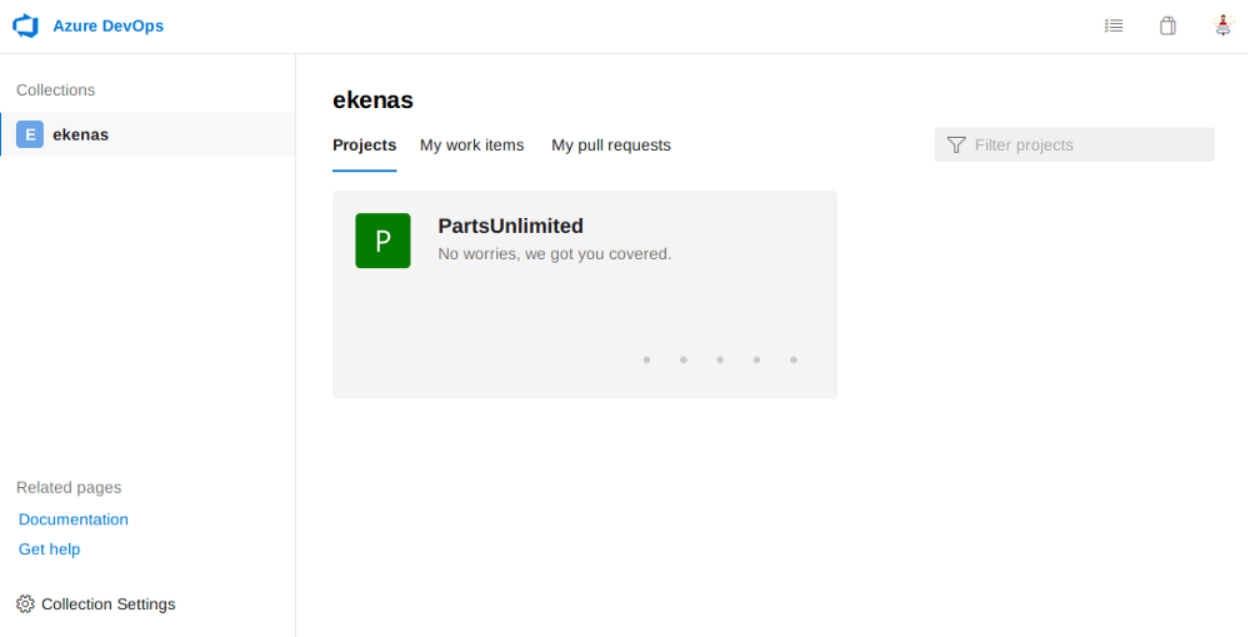 Azure DevOps
Collections
E ekenas
ekenas
Projects My work items My pull requests
Filter projects
P
PartsUnlimited
No worries, we got you covered.
Related pages
Documentation
Get help
Collection Settings